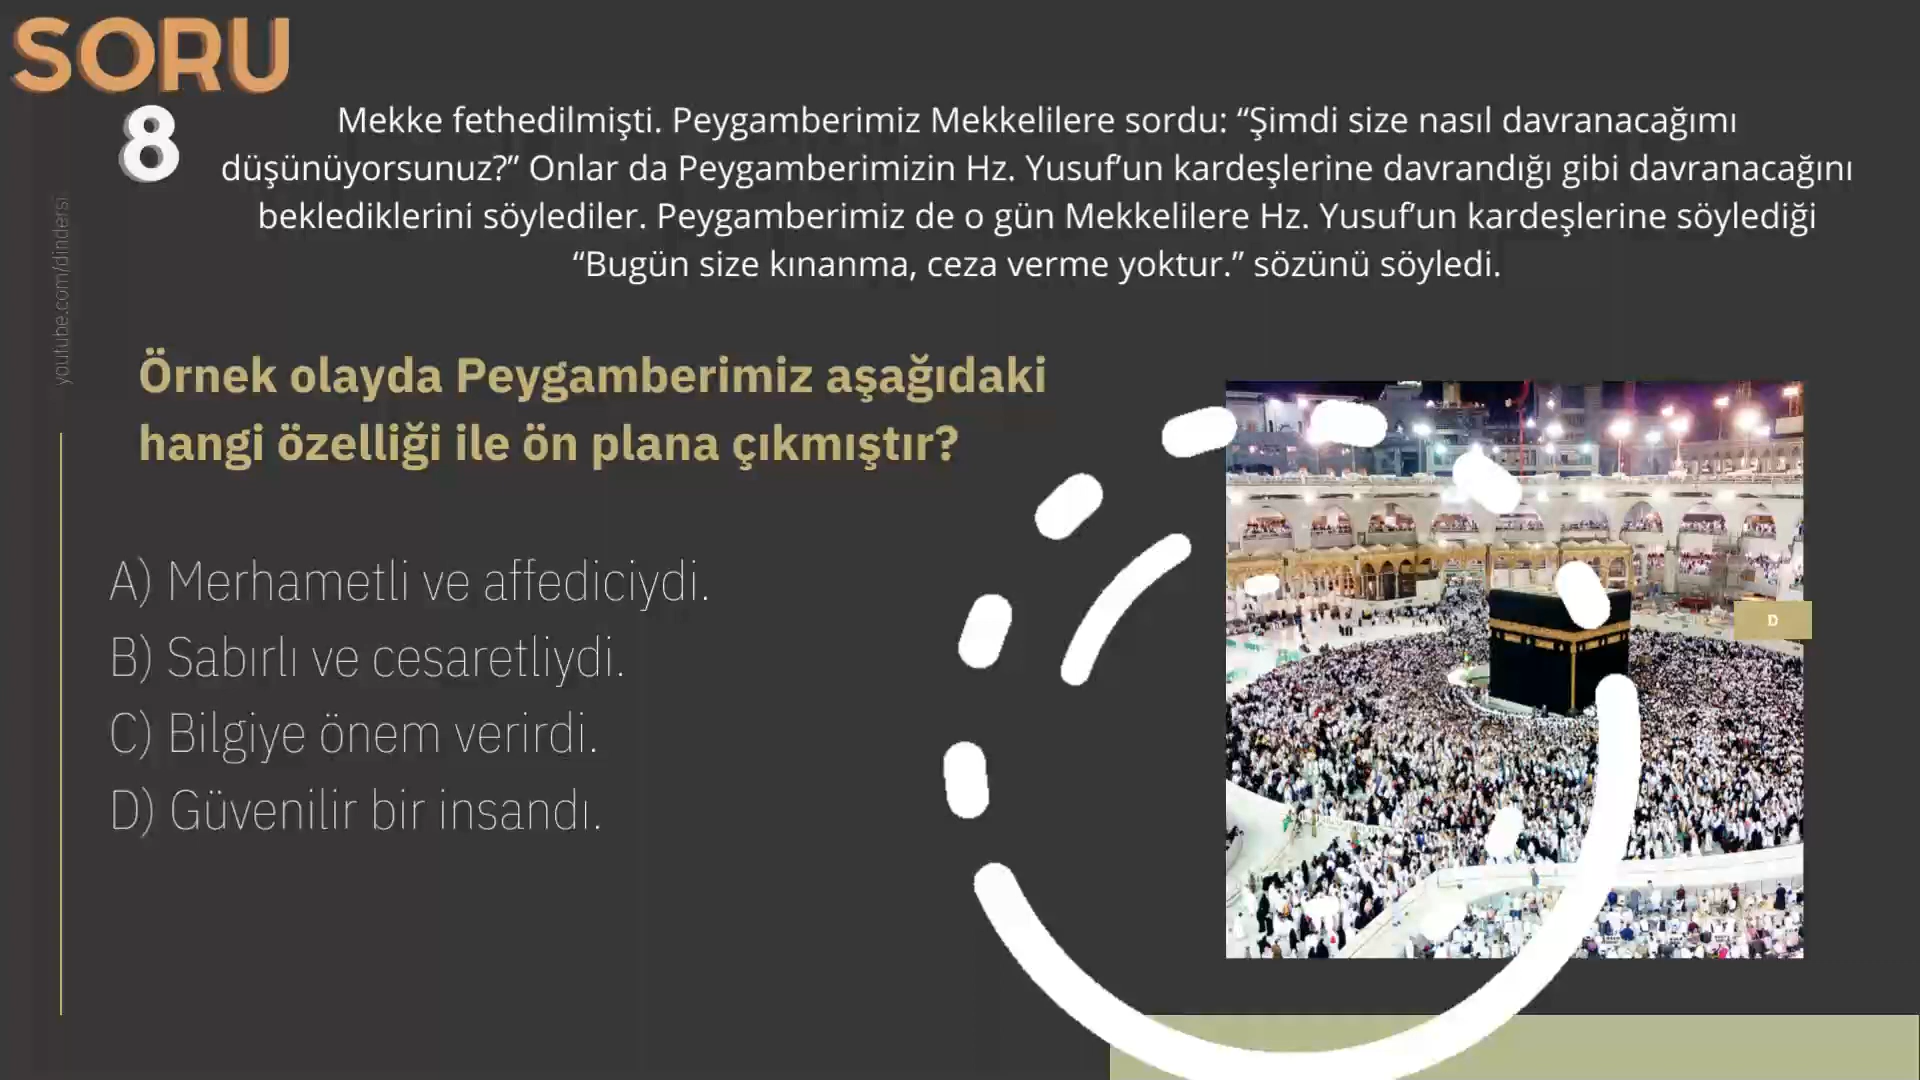 SORU
8
Mekke fethedilmişti. Peygamberimiz Mekkelilere sordu: “Şimdi size nasıl davranacağımı
düşünüyorsunuz?” Onlar da Peygamberimizin Hz. Yusuf’un kardeşlerine davrandığı gibi davranacağını
beklediklerini söylediler. Peygamberimiz de o gün Mekkelilere Hz. Yusuf’un kardeşlerine söylediği
“Bugün size kınanma, ceza verme yoktur.” sözünü söyledi.
youtube.com/dindersi
Örnek olayda Peygamberimiz aşağıdaki
hangi özelliği ile ön plana çıkmıştır?
A) Merhametli ve affediciydi.
B) Sabırlı ve cesaretliydi.
C) Bilgiye önem verirdi.
D) Güvenilir bir insandı.
D